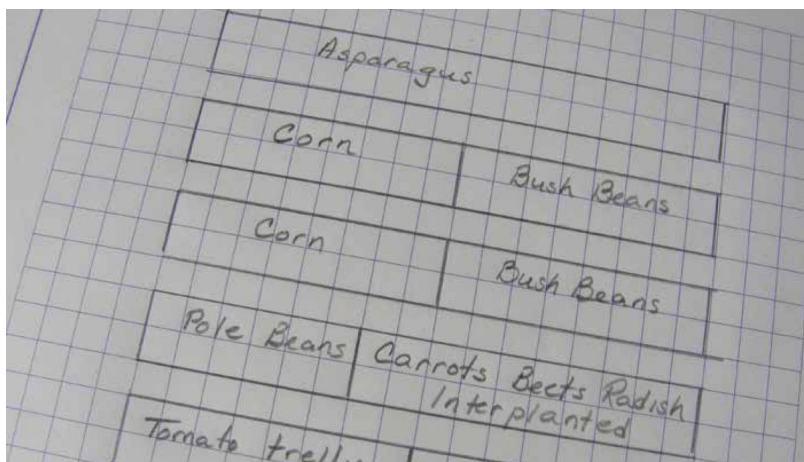 Asparagus
Corn
Bush Beans
Corn
Bush Beans
Pole Beans
Carrots Beets Radish
Interplanted
Tomato